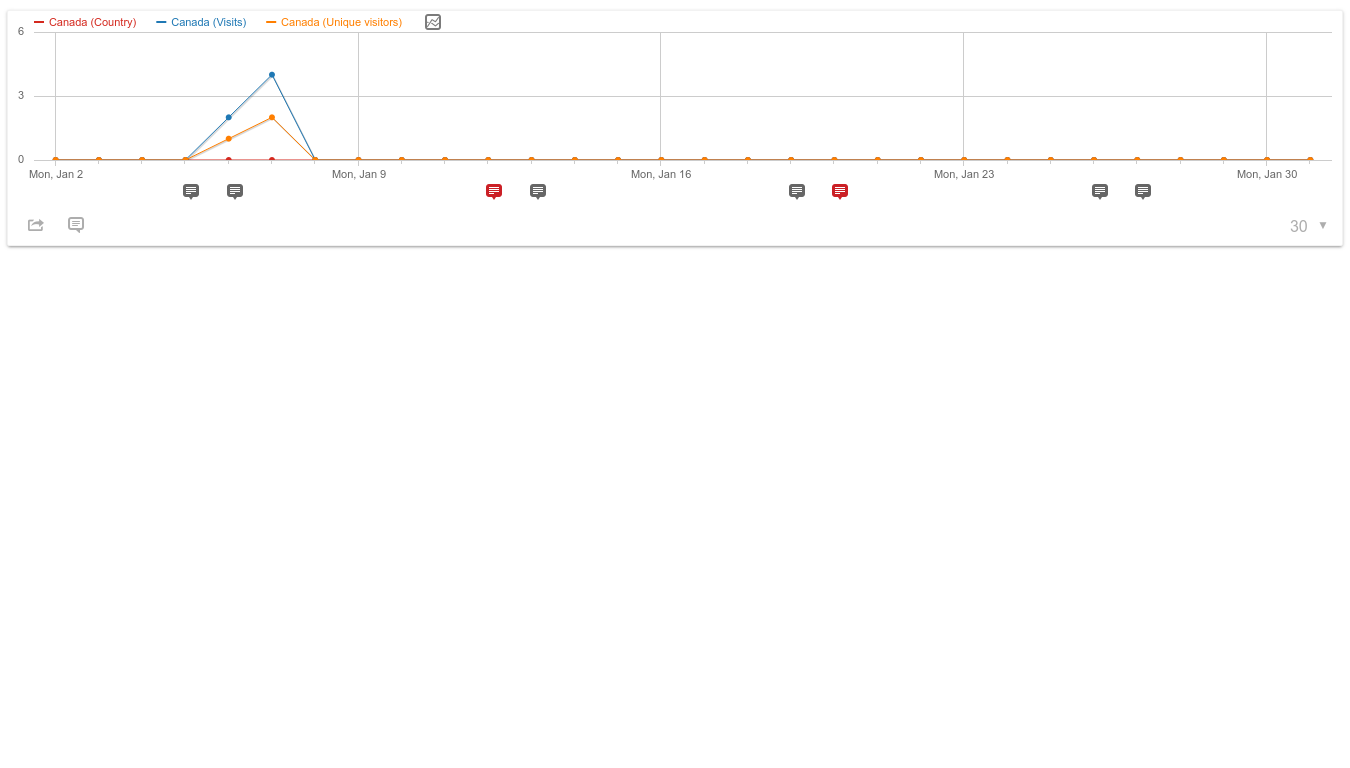 Canada (Country) Canada (Visits) Canada (Unique visitors)
6
3
0
Mon, Jan 2 Mon, Jan 9 Mon, Jan 16 Mon, Jan 23 Mon, Jan 30
30